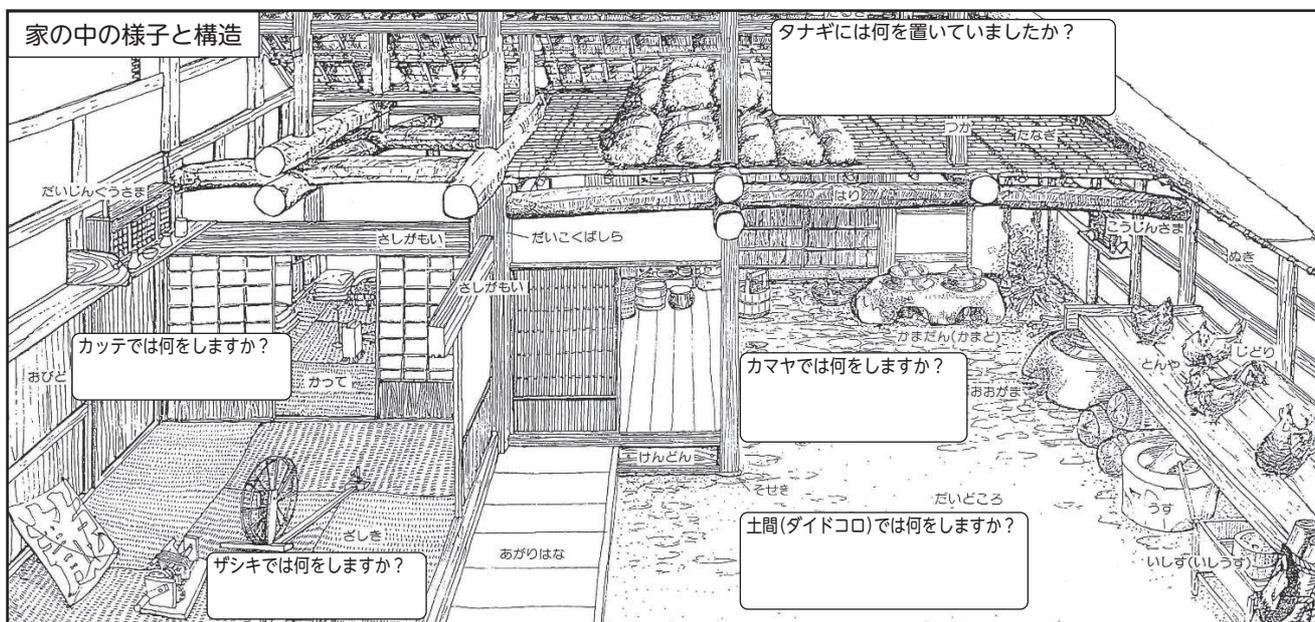 家の中の様子と構造
タナギには何を置いていましたか？
つか
たなぎ
だいじんぐうさま
はり
こうじんさま
だいこくばしら
さしがもい
ぬき
さしがもい
カッテでは何をしますか？
おびど
かって
カマヤでは何をしますか？
かまだん(かまど)
おおがま
じどり
とんや
けんどん
そせき
だいどころ
うす
土間(ダイドコロ)では何をしますか？
ざしき
あがりはな
いしず(いしうす)
ザシキでは何をしますか？